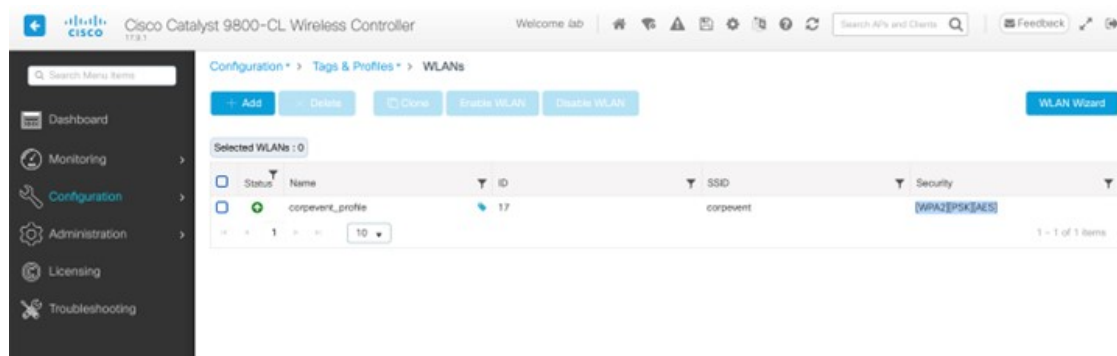 CISCO
Cisco Catalyst 9800-CL Wireless Controller
Welcome lab
Search APs and Clients
Feedback
Search Menu Items
Dashboard
Monitoring
Configuration
Administration
Licensing
Troubleshooting
Configuration > Tags & Profiles > WLANs
+ Add
Delete
Clone
Enable WLAN
Disable WLAN
WLAN Wizard
Selected WLANs : 0
Status Name ID SSID Security
corpevent_profile 17 corpevent [WPA2][PSK][AES]
1 10
1 - 1 of 1 items